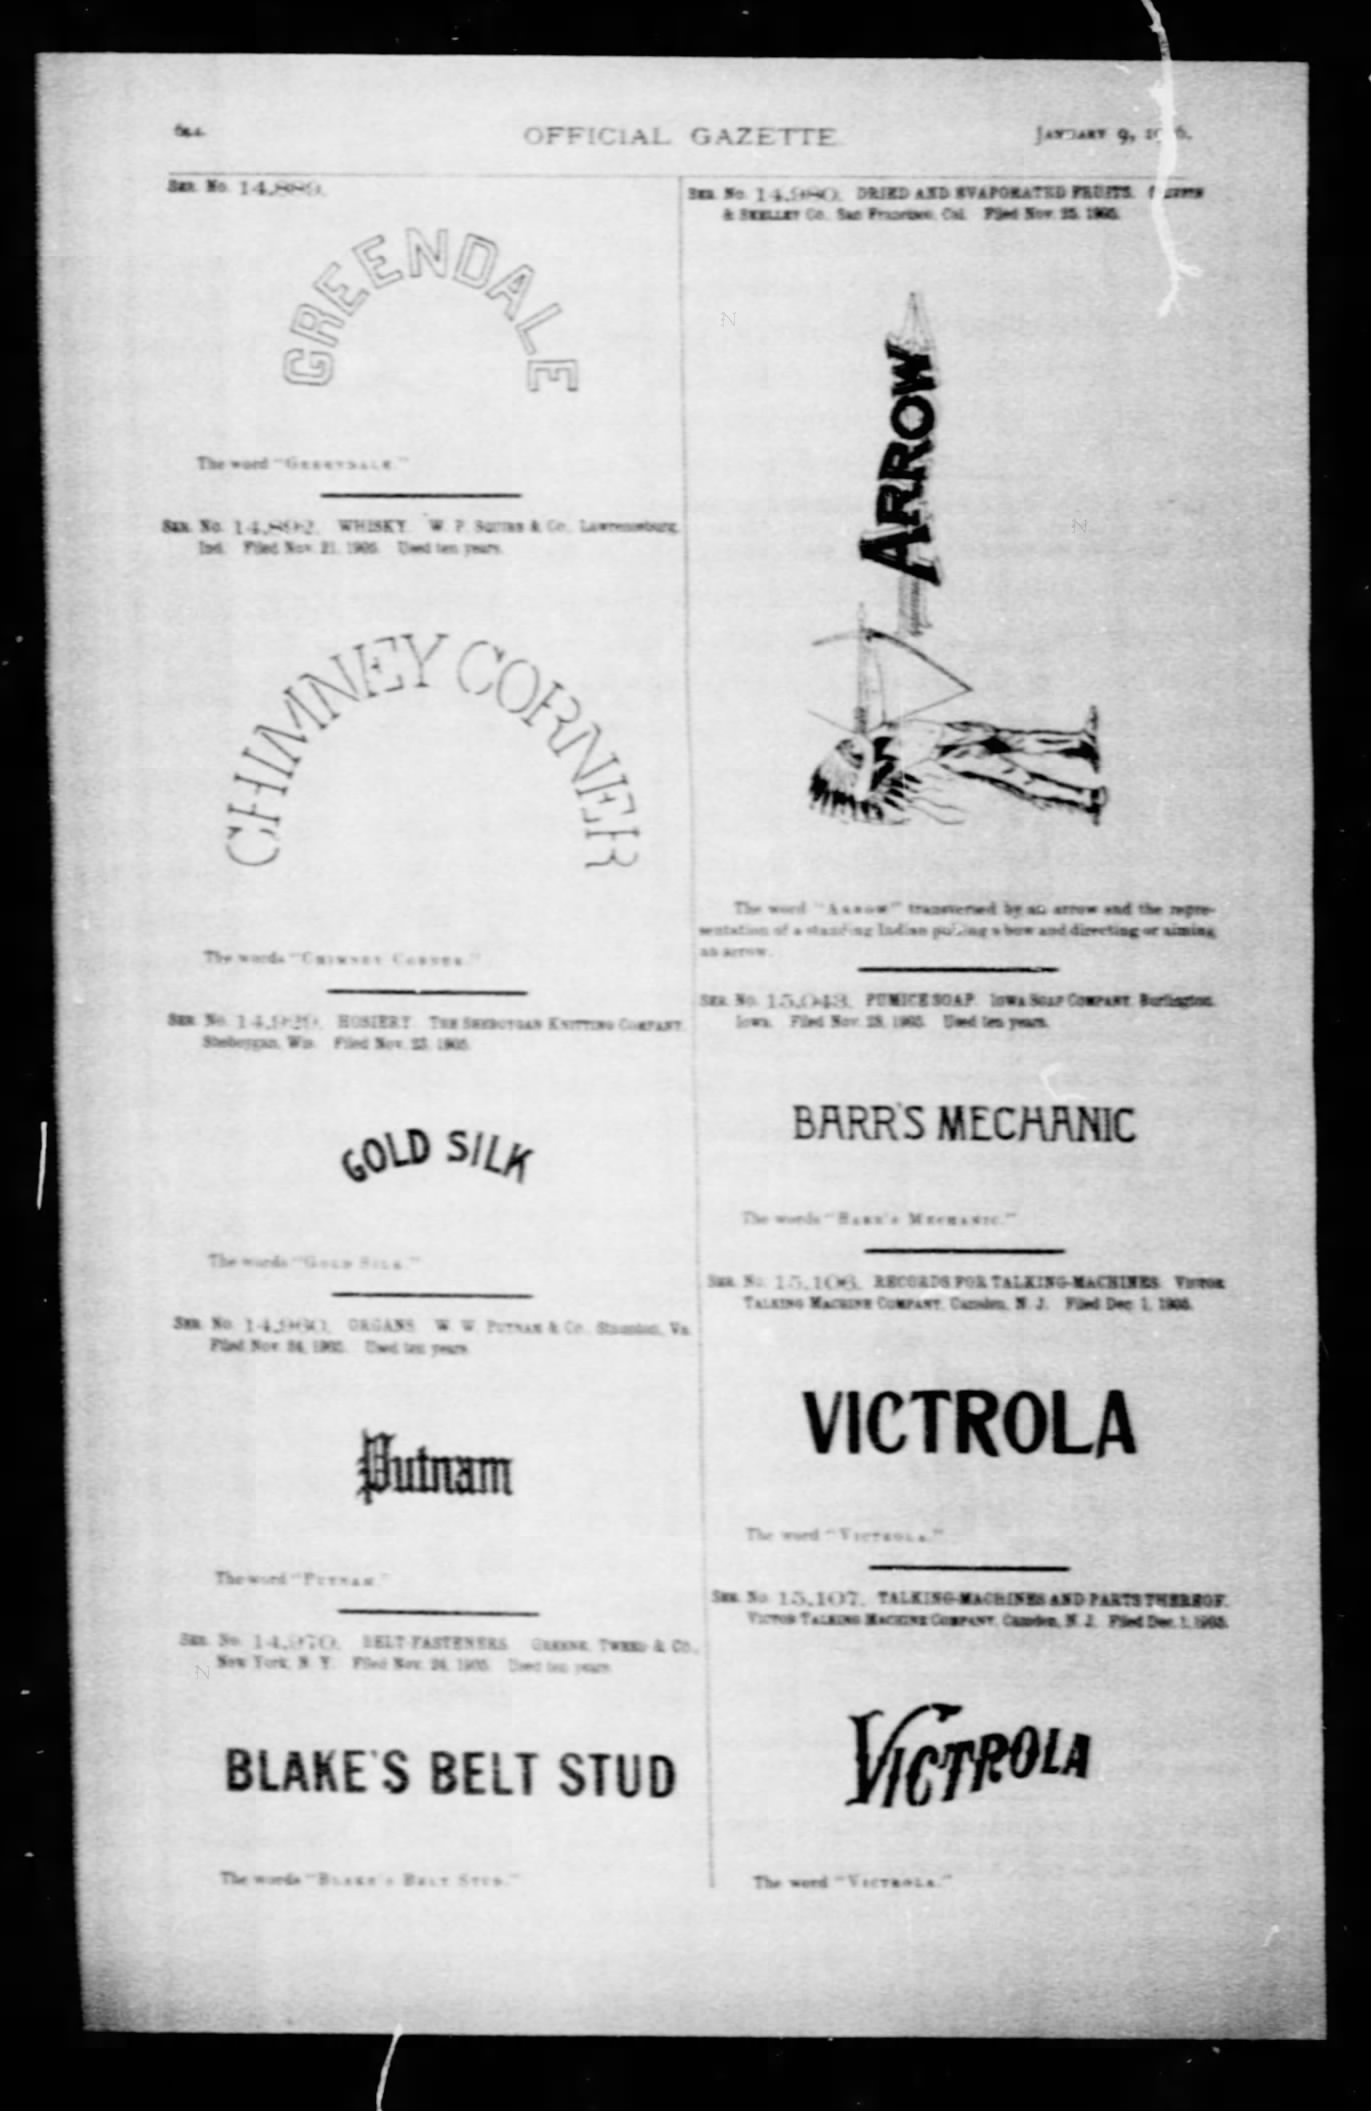 OFFICIAL GAZETTE.
JANUARY 9,
SER. No. 14,889.
GREENDALE
The word "GREENDALE."
SER. No. 14,892. WHISKY. W. P. SQUIBB & Co., Lawrenceburg,
Ind. Filed Nov. 21, 1905. Used ten years.
CHIMNEY CORNER
The words "CHIMNEY CORNER."
SER. No. 14,929. HOSIERY. THE SHEBOYGAN KNITTING COMPANY,
Sheboygan, Wis. Filed Nov. 23, 1905.
GOLD SILK
The words "GOLD SILK."
SER. No. 14,960. ORGANS. W. W. PUTNAM & Co., Staunton, Va.
Filed Nov. 24, 1905. Used ten years.
Putnam
The word "PUTNAM."
SER. No. 14,970. BELT-FASTENERS. GREENE, TWEED & Co.,
New York, N. Y. Filed Nov. 24, 1905. Used ten years.
BLAKE'S BELT STUD
The words "BLAKE'S BELT STUD."
SER. No. 14,980. DRIED AND EVAPORATED FRUITS.
& SKELLEY Co., San Francisco, Cal. Filed Nov. 25, 1905.
ARROW
The word "ARROW" transversed by an arrow and the repre-
sentation of a standing Indian pulling a bow and directing or aiming
an arrow.
SER. No. 15,043. PUMICE SOAP. IOWA SOAP COMPANY, Burlington,
Iowa. Filed Nov. 28, 1905. Used ten years.
BARR'S MECHANIC
The words "BARR'S MECHANIC."
SER. No. 15,106. RECORDS FOR TALKING-MACHINES. VICTOR
TALKING MACHINE COMPANY, Camden, N. J. Filed Dec. 1, 1905.
VICTROLA
The word "VICTROLA."
SER. No. 15,107. TALKING-MACHINES AND PARTS THEREOF.
VICTOR TALKING MACHINE COMPANY, Camden, N. J. Filed Dec. 1, 1905.
VICTROLA
The word "VICTROLA."